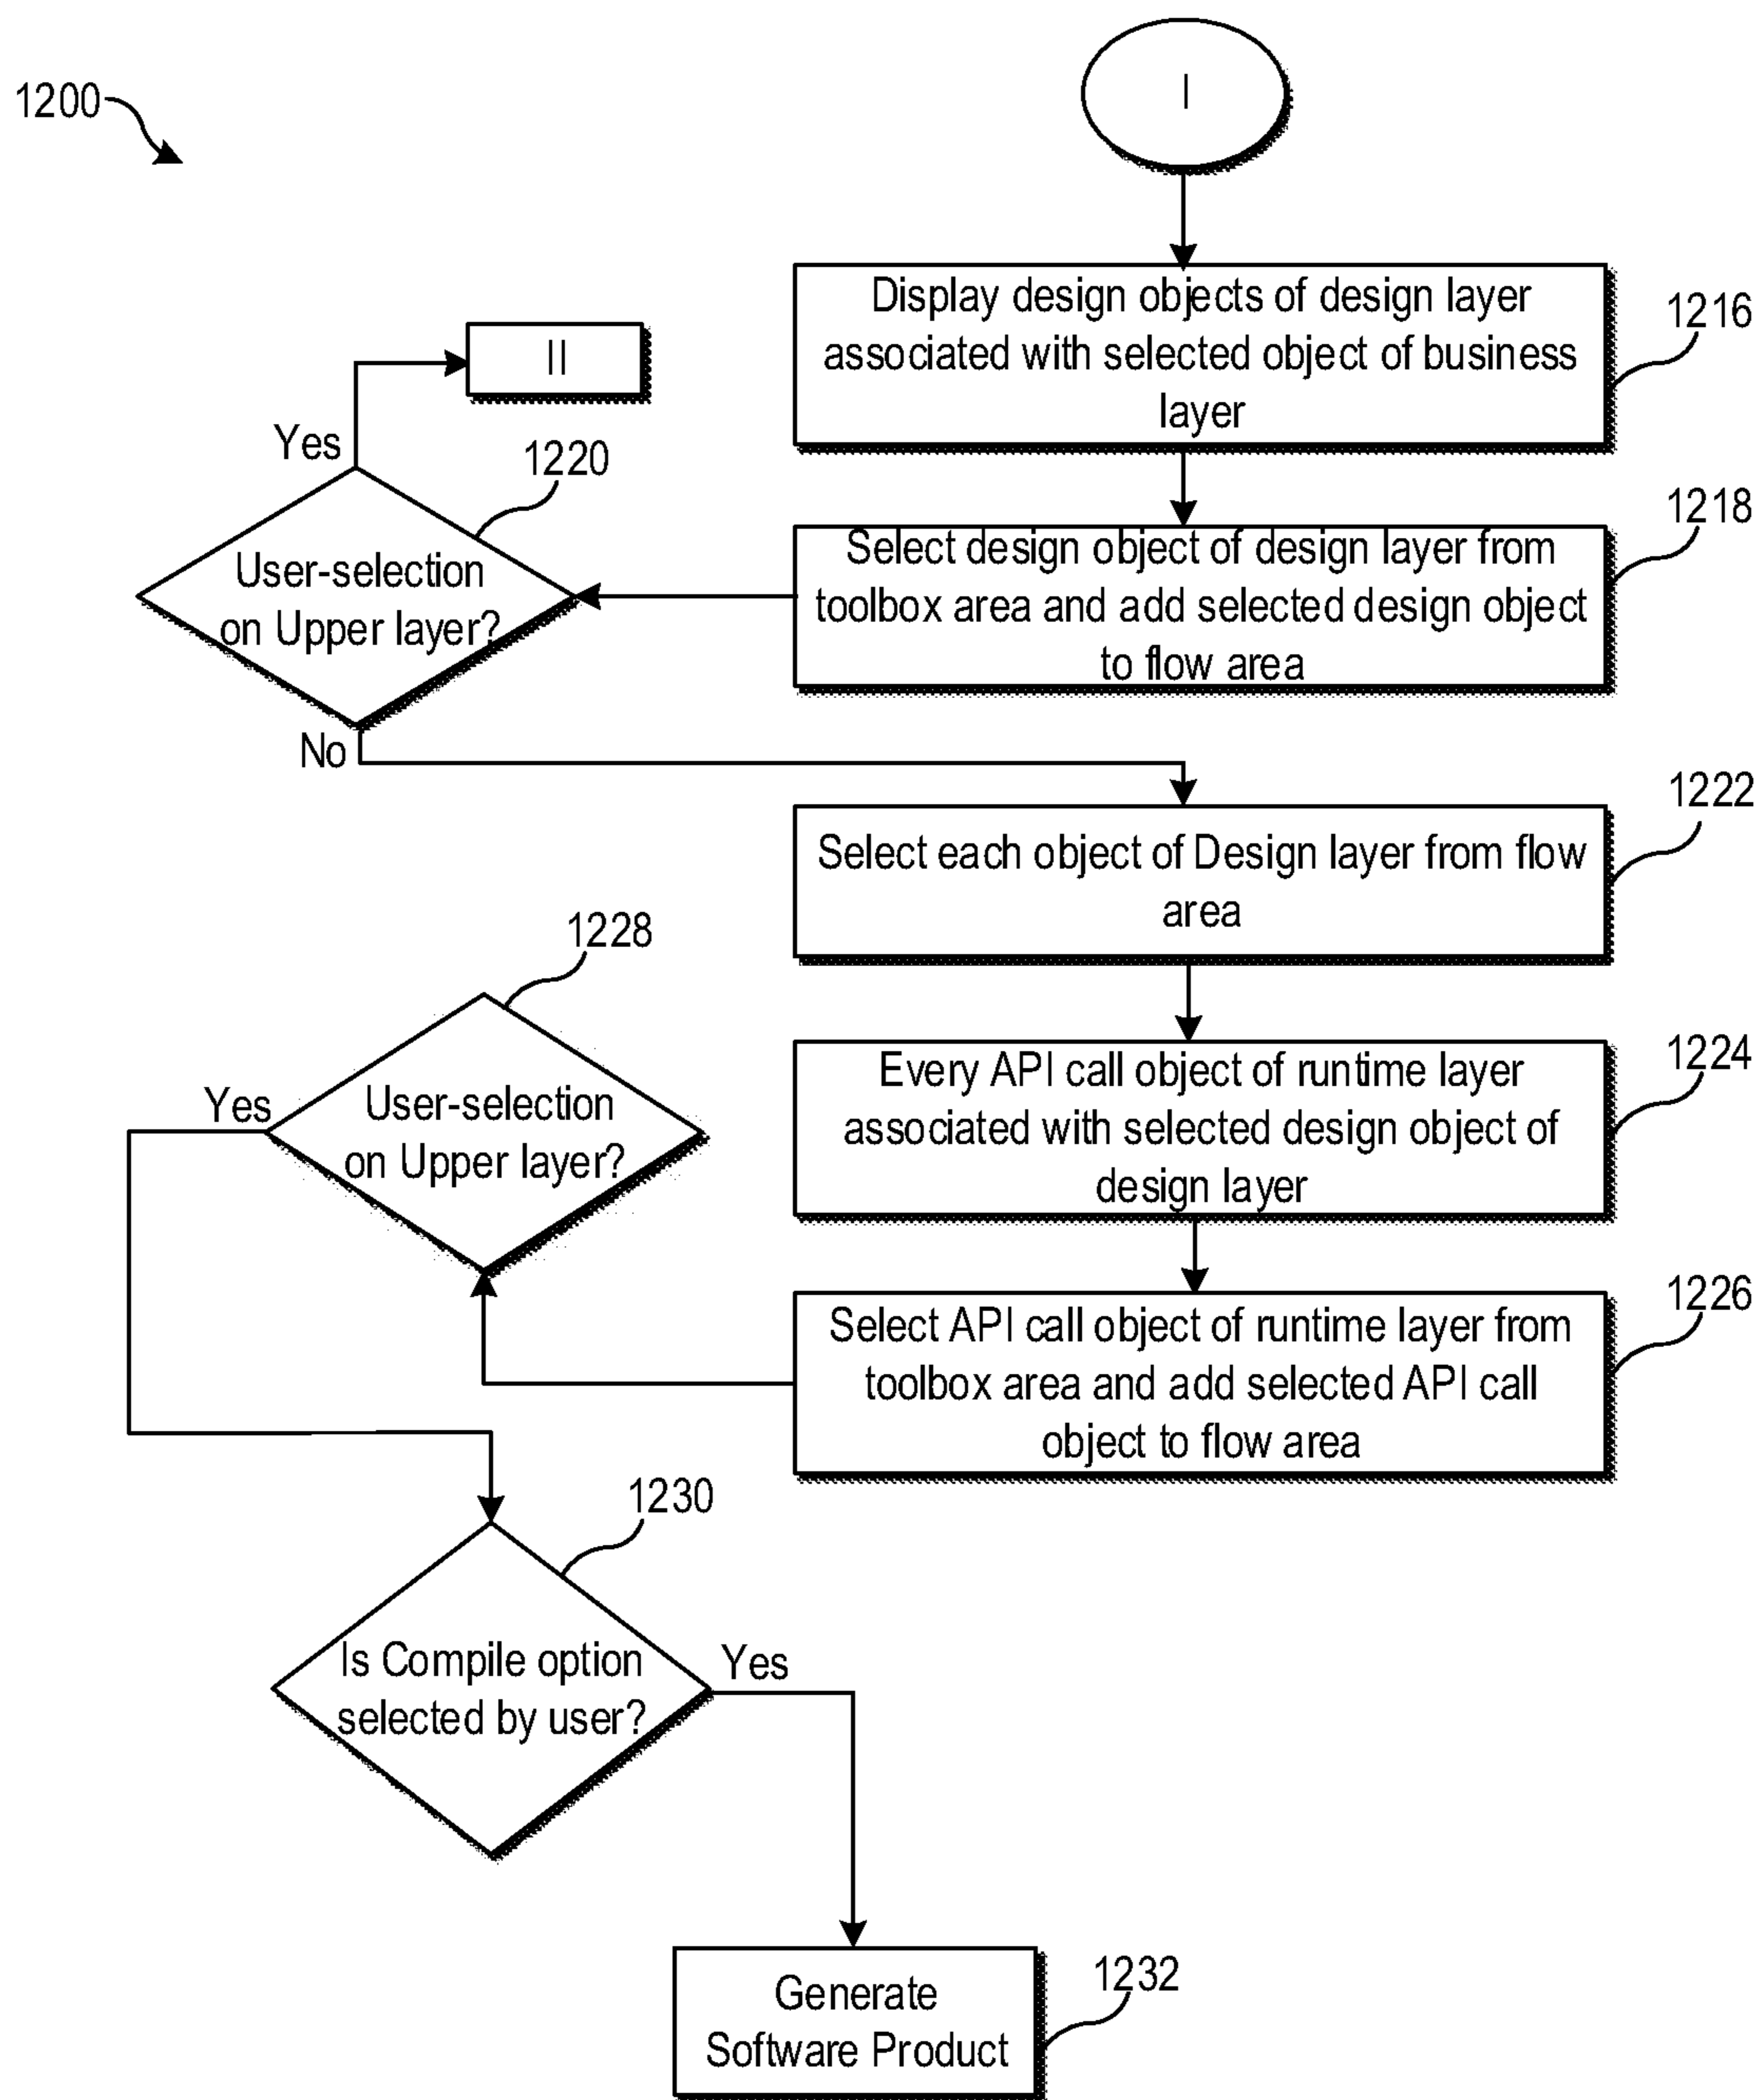 1200
I
Display design objects of design layer
associated with selected object of business
layer
1216
II
Yes
1220
User-selection
on Upper layer?
No
Select design object of design layer from
toolbox area and add selected design object
to flow area
1218
Select each object of Design layer from flow
area
1222
1228
User-selection
on Upper layer?
Yes
Every API call object of runtime layer
associated with selected design object of
design layer
1224
Select API call object of runtime layer from
toolbox area and add selected API call
object to flow area
1226
1230
Is Compile option
selected by user?
Yes
Generate
Software Product
1232